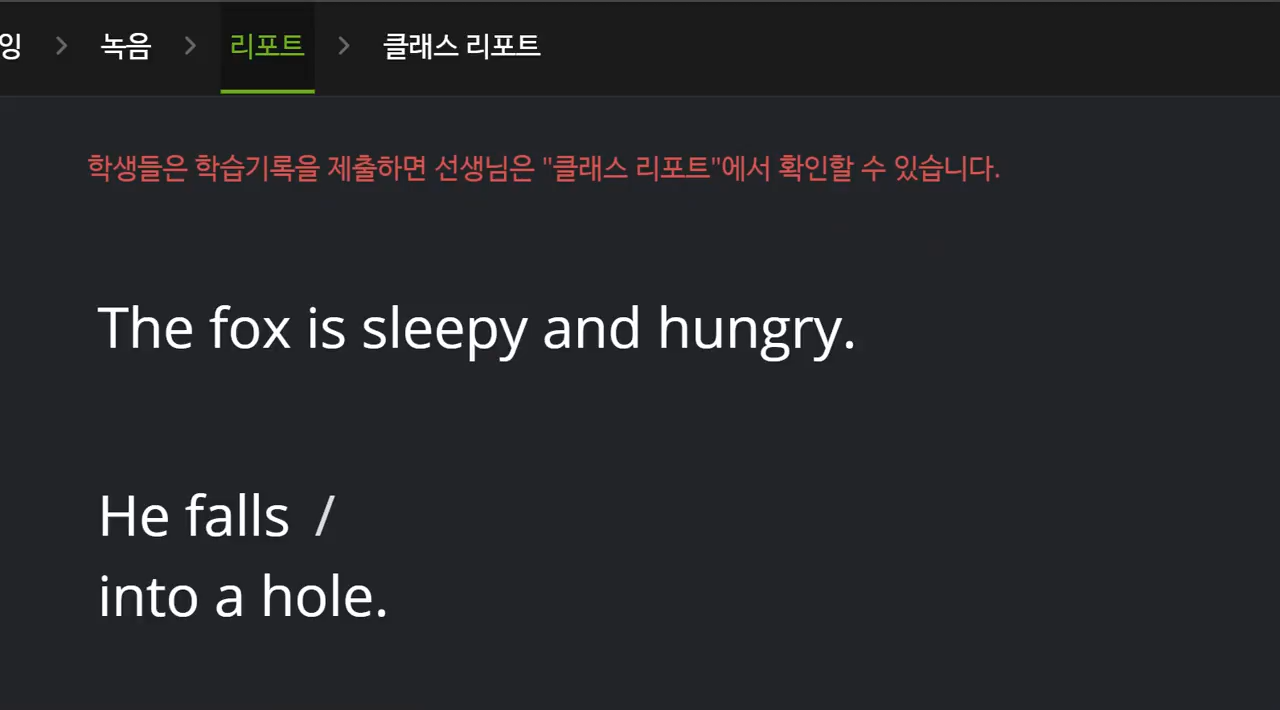 잉 > 녹음 > 리포트 > 클래스 리포트
학생들은 학습기록을 제출하면 선생님은 "클래스 리포트"에서 확인할 수 있습니다.
The fox is sleepy and hungry.
He falls /
into a hole.